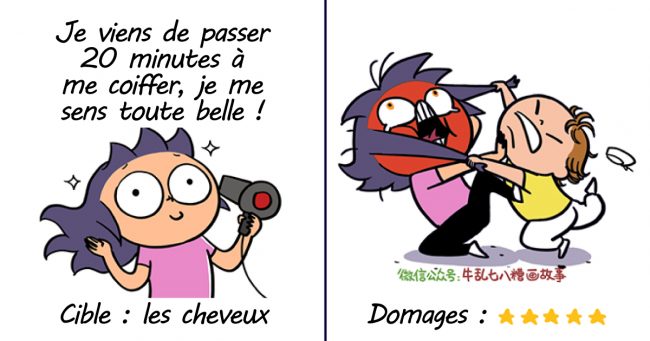 Je viens de passer
20 minutes à
me coiffer, je me
sens toute belle !
Cible : les cheveux
微信公众号:牛乱七八糟画故事
Domages :